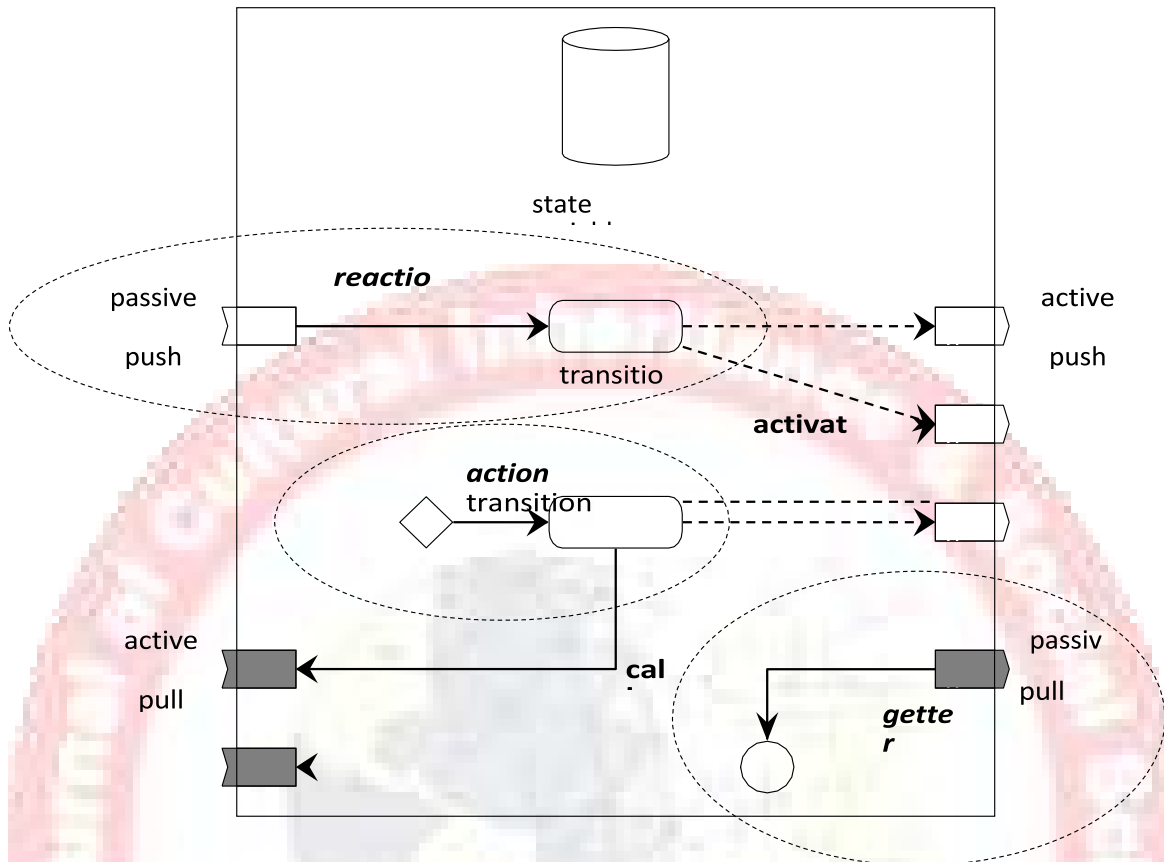 state
reactio
passive
active
push
push
transitio
activat
action
transition
active
passiv
cal
pull
pull
gette
r